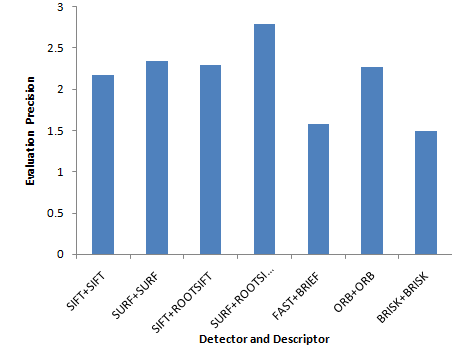 3
2.5
2
1.5
1
0.5
0
Evaluation Precision
SIFT+SIFT
SURF+SURF
SIFT+ROOTSIFT
SURF+ROOTSI...
FAST+BRIEF
ORB+ORB
BRISK+BRISK
Detector and Descriptor